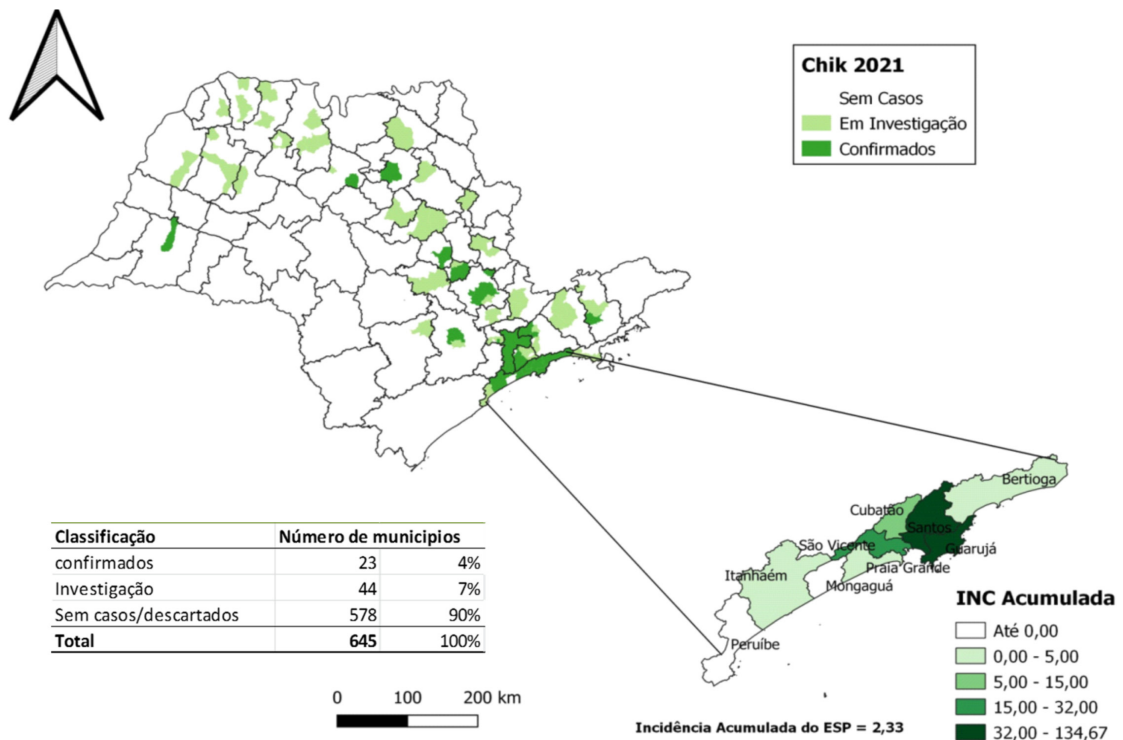 Chik 2021
Sem Casos
Em Investigação
Confirmados
Bertioga
Cubatão
Santos
São Vicente
Guarujá
Praia Grande
Itanhaém
Mongaguá
Peruíbe
Classificação Número de municipios
confirmados 23 4%
Investigação 44 7%
Sem casos/descartados 578 90%
Total 645 100%
INC Acumulada
Até 0,00
0,00 - 5,00
5,00 - 15,00
15,00 - 32,00
32,00 - 134,67
0 100 200 km
Incidência Acumulada do ESP = 2,33